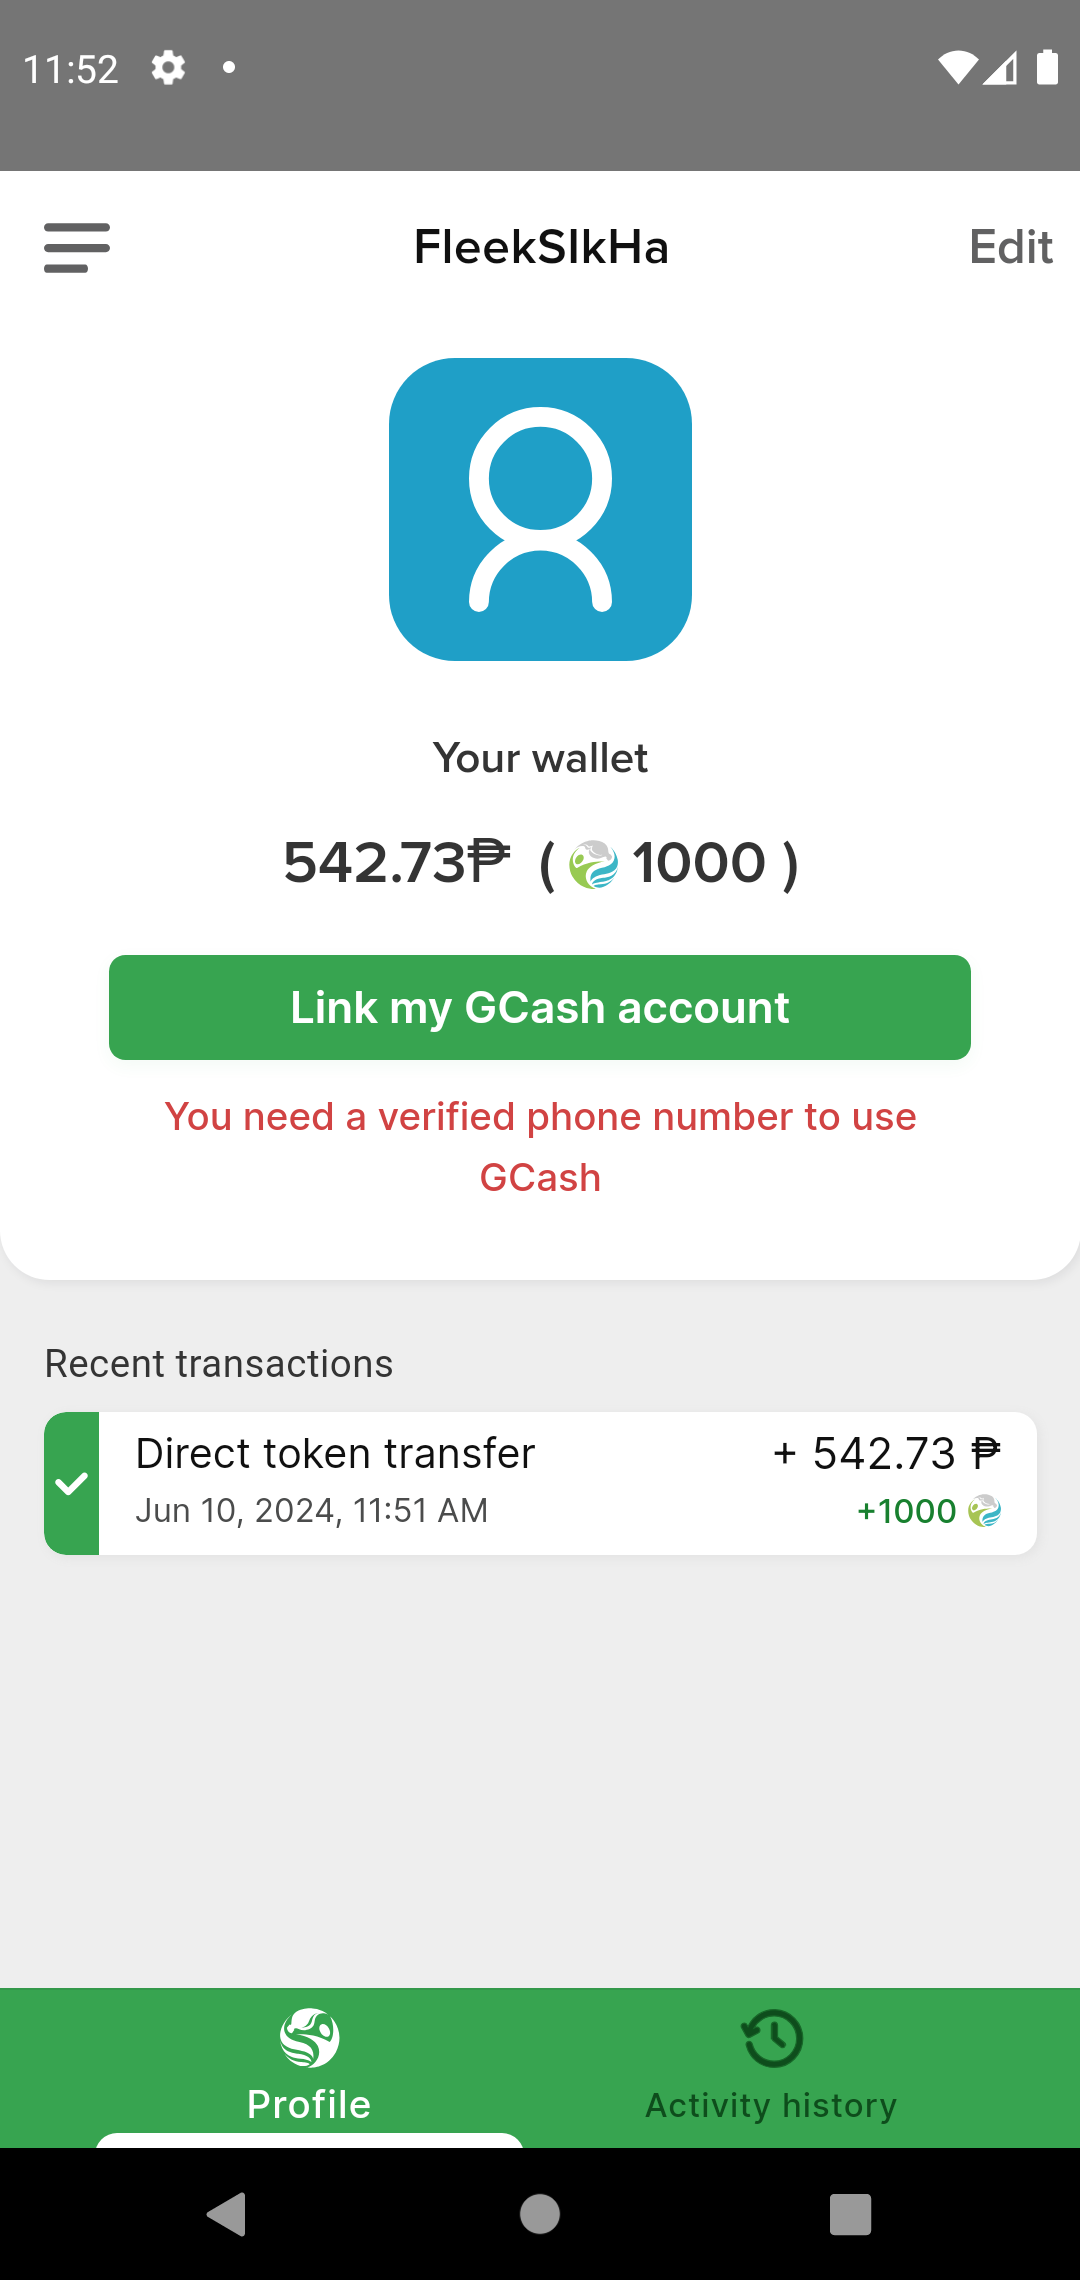 11:52
FleekSlkHa
Edit
Your wallet
542.73₱ ( 1000 )
Link my GCash account
You need a verified phone number to use
GCash
Recent transactions
Direct token transfer
+ 542.73 ₱
Jun 10, 2024, 11:51 AM
+1000
Profile
Activity history